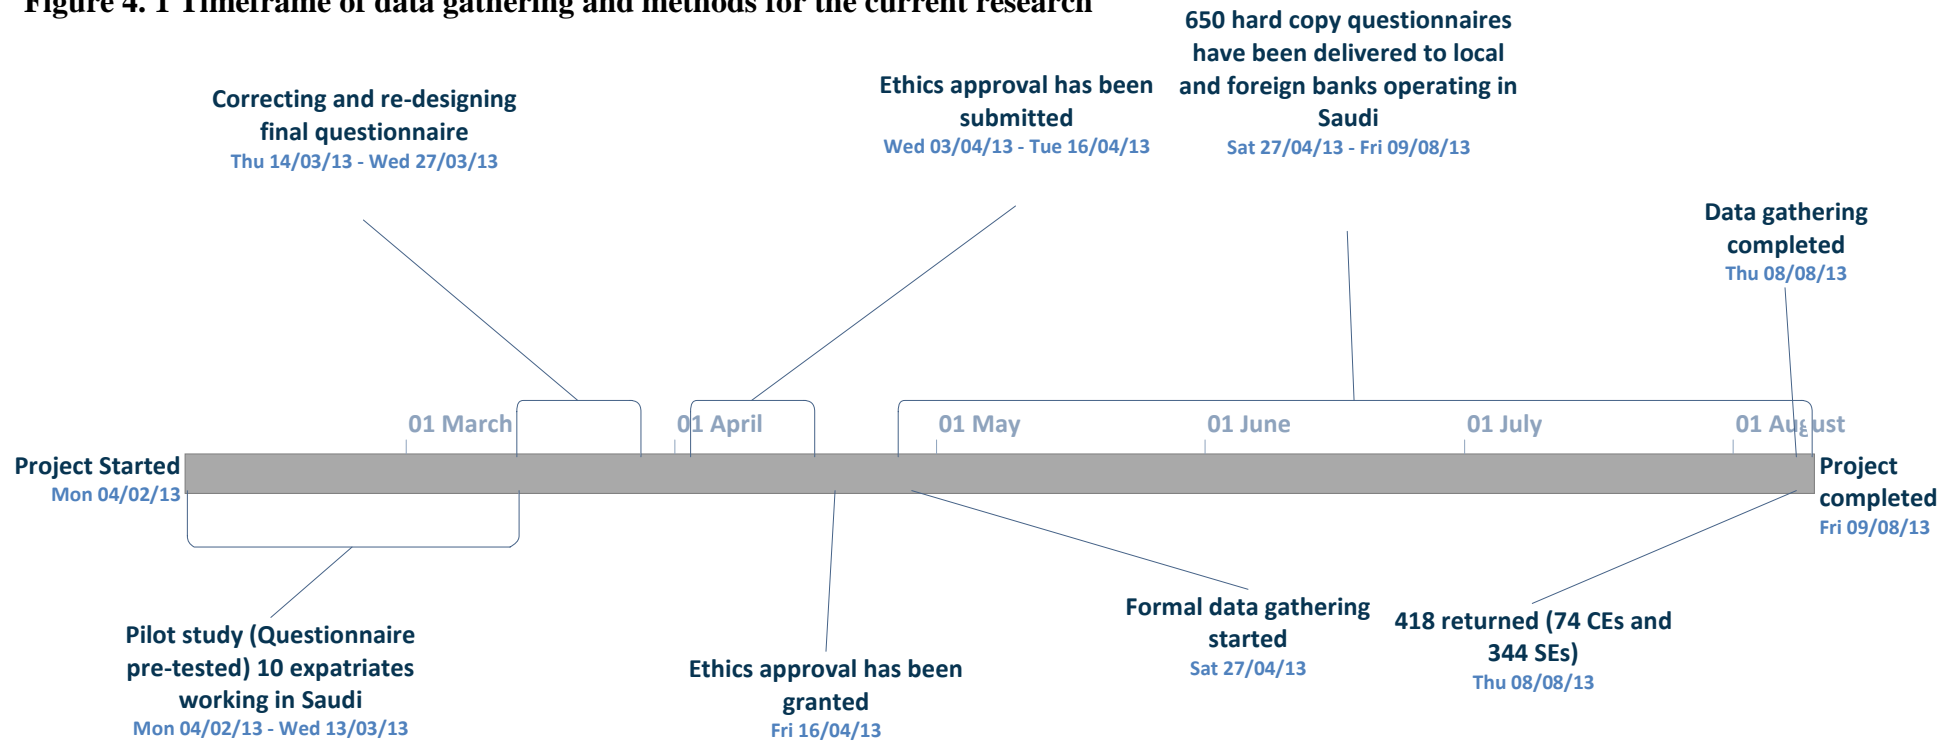 Figure 4. 1 Timeframe of data gathering and methods for the current research
650 hard copy questionnaires
have been delivered to local
and foreign banks operating in
Saudi
Sat 27/04/13 - Fri 09/08/13
Ethics approval has been
submitted
Wed 03/04/13 - Tue 16/04/13
Correcting and re-designing
final questionnaire
Thu 14/03/13 - Wed 27/03/13
Data gathering
completed
Thu 08/08/13
01 March
01 April
01 May
01 June
01 July
01 August
Project Started
Mon 04/02/13
Project
completed
Fri 09/08/13
Pilot study (Questionnaire
pre-tested) 10 expatriates
working in Saudi
Mon 04/02/13 - Wed 13/03/13
Ethics approval has been
granted
Fri 16/04/13
Formal data gathering
started
Sat 27/04/13
418 returned (74 CEs and
344 SEs)
Thu 08/08/13